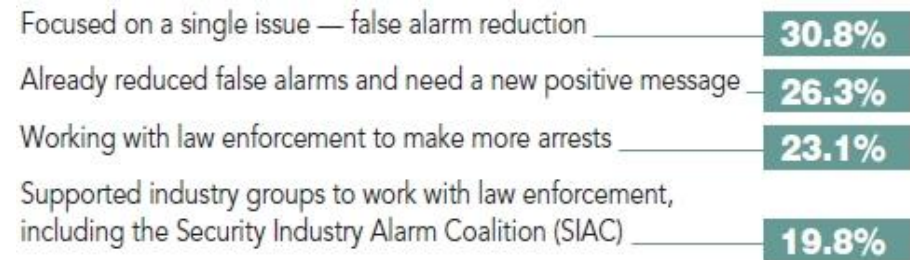 Focused on a single issue — false alarm reduction 30.8%
Already reduced false alarms and need a new positive message 26.3%
Working with law enforcement to make more arrests 23.1%
Supported industry groups to work with law enforcement,
including the Security Industry Alarm Coalition (SIAC) 19.8%